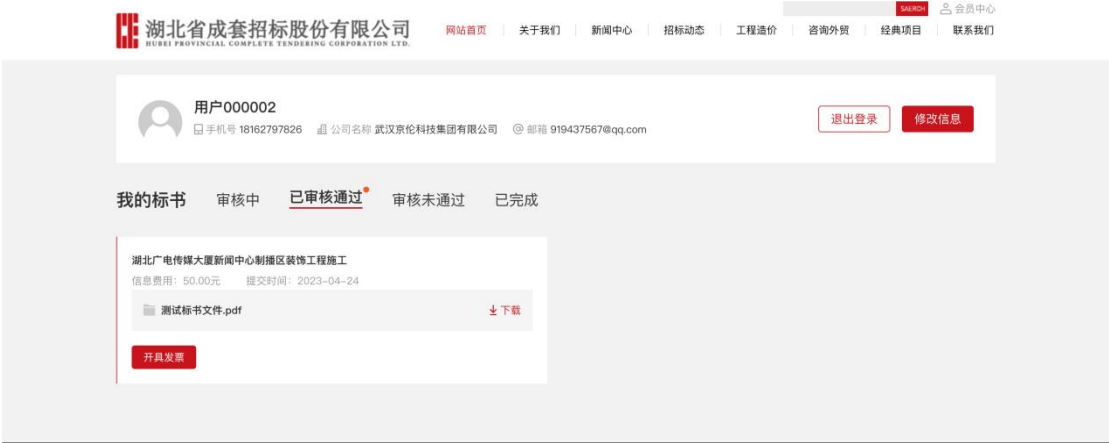 SAERCH 会员中心
湖北省成套招标股份有限公司
HUBEI PROVINCIAL COMPLETE TENDERING CORPORATION LTD.
网站首页 关于我们 新闻中心 招标动态 工程造价 咨询外贸 经典项目 联系我们
用户000002
手机号 18162797826 公司名称 武汉京伦科技集团有限公司 邮箱 919437567@qq.com
退出登录 修改信息
我的标书 审核中 已审核通过 审核未通过 已完成
湖北广电传媒大厦新闻中心制播区装饰工程施工
信息费用：50.00元 提交时间：2023-04-24
测试标书文件.pdf 下载
开具发票